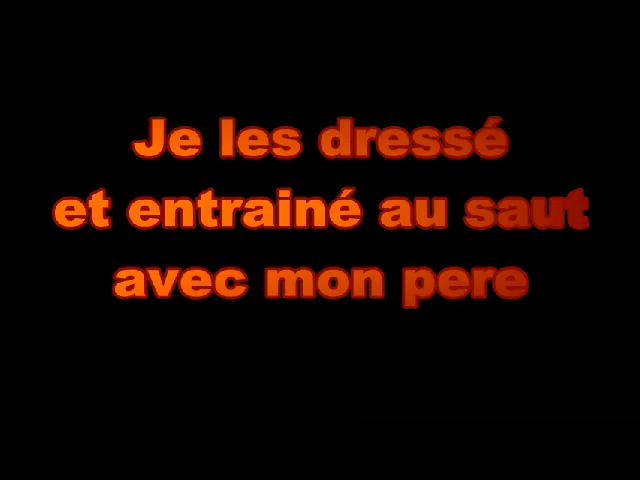 Je les dressé
et entrainé au saut
avec mon pere